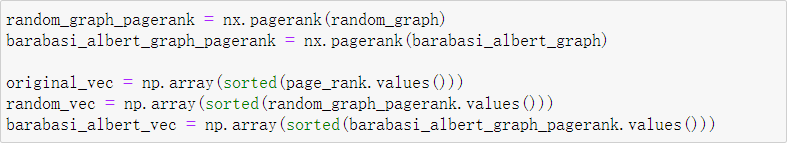 random_graph_pagerank = nx.pagerank(random_graph)
barabasi_albert_graph_pagerank = nx.pagerank(barabasi_albert_graph)
original_vec = np.array(sorted(page_rank.values()))
random_vec = np.array(sorted(random_graph_pagerank.values()))
barabasi_albert_vec = np.array(sorted(barabasi_albert_graph_pagerank.values()))